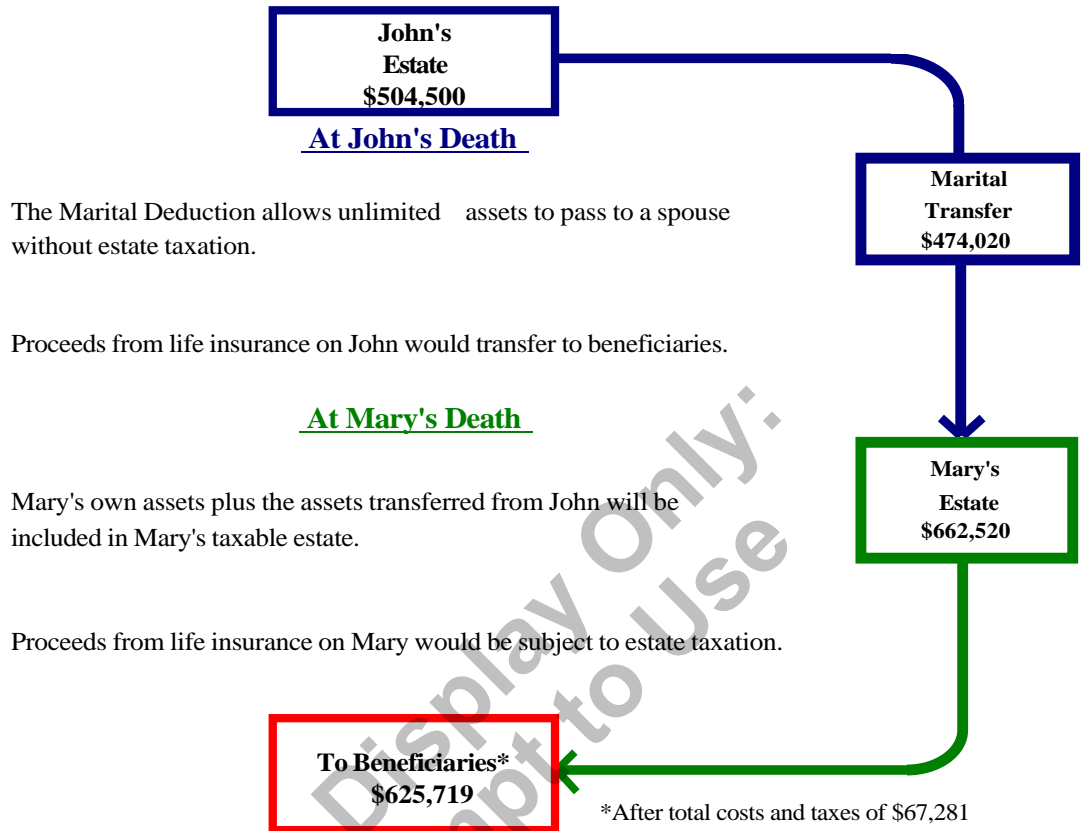 John's
Estate
$504,500
At John's Death
Marital
Transfer
$474,020
The Marital Deduction allows unlimited assets to pass to a spouse
without estate taxation.
Proceeds from life insurance on John would transfer to beneficiaries.
At Mary's Death
Mary's
Estate
$662,520
Mary's own assets plus the assets transferred from John will be
included in Mary's taxable estate.
Proceeds from life insurance on Mary would be subject to estate taxation.
To Beneficiaries*
$625,719
*After total costs and taxes of $67,281
Display Only:
to Use